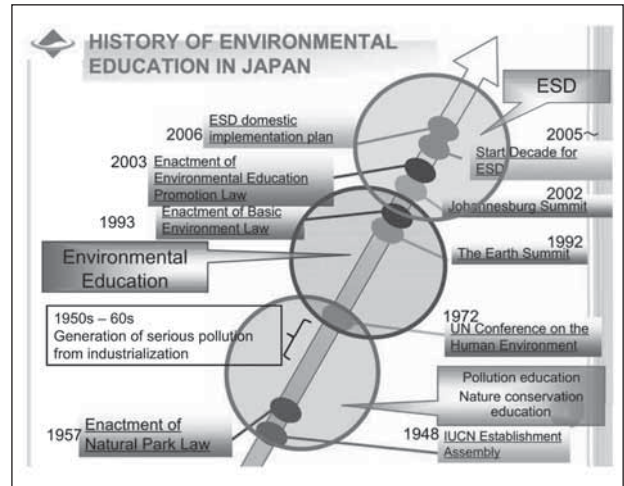 HISTORY OF ENVIRONMENTAL
EDUCATION IN JAPAN
ESD
2006
ESD domestic
implementation plan
2005~
Start Decade for
ESD
2003
Enactment of
Environmental Education
Promotion Law
2002
Johannesburg Summit
1993
Enactment of Basic
Environment Law
1992
The Earth Summit
Environmental
Education
1950s – 60s
Generation of serious pollution
from industrialization
1972
UN Conference on the
Human Environment
Pollution education
Nature conservation
education
1957
Enactment of
Natural Park Law
1948
IUCN Establishment
Assembly